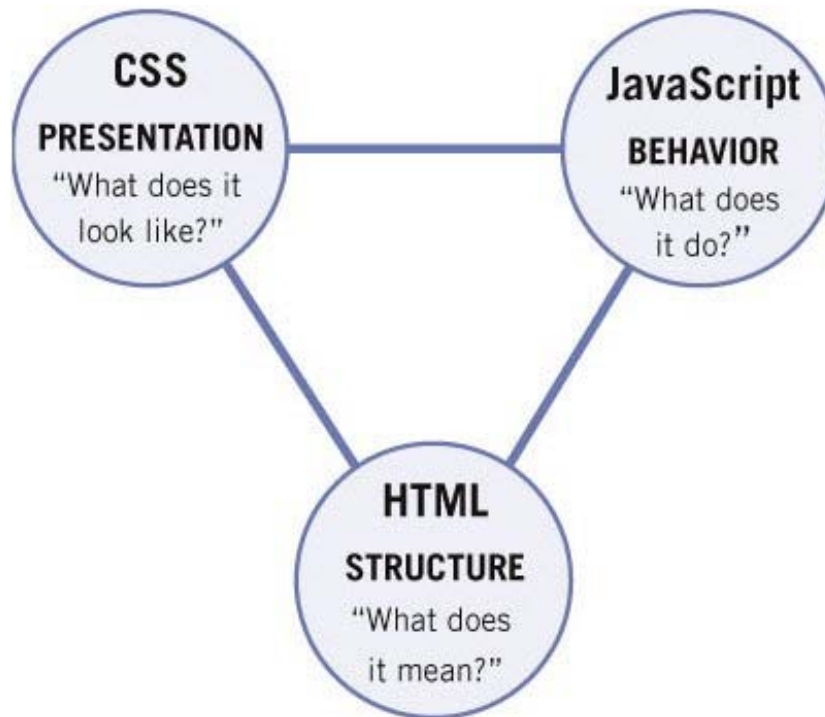 CSS
PRESENTATION
“What does it
look like?”
JavaScript
BEHAVIOR
“What does
it do?”
HTML
STRUCTURE
“What does
it mean?”